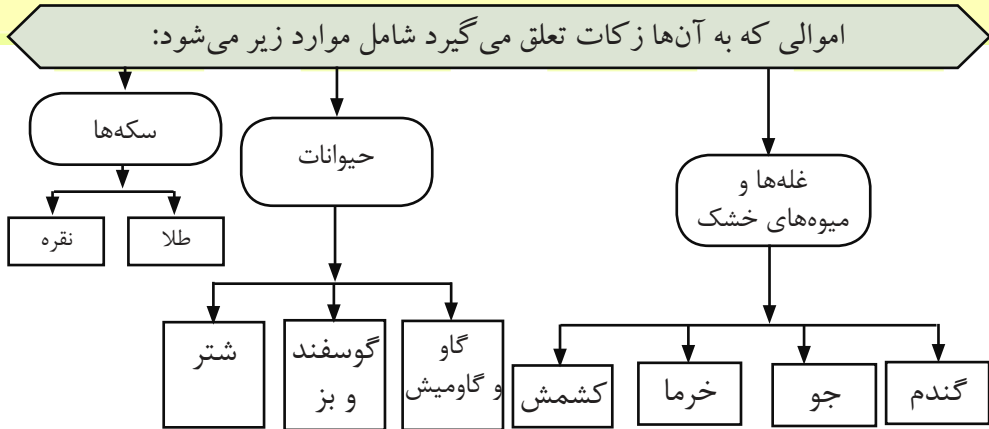 اموالی که به آن‌ها زکات تعلق می‌گیرد شامل موارد زیر می‌شود:
غله‌ها و
میوه‌های خشک
گندم
جو
خرما
کشمش
حیوانات
گاو
و گاومیش
گوسفند
و بز
شتر
سکه‌ها
طلا
نقره